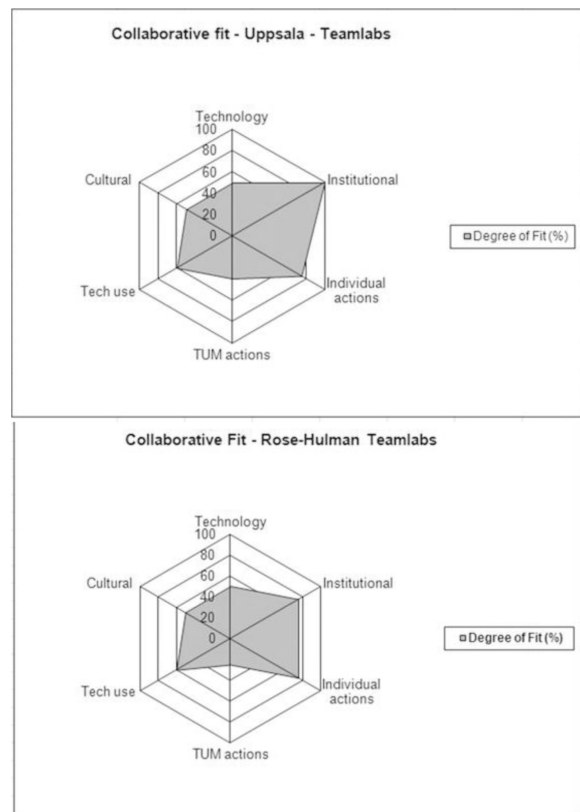 Collaborative fit - Uppsala - Teamlabs
Technology
100
80
60
40
20
0
Institutional
Individual
actions
TUM actions
Tech use
Cultural
Degree of Fit (%)
Collaborative Fit - Rose-Hulman Teamlabs
Technology
100
80
60
40
20
0
Institutional
Individual
actions
TUM actions
Tech use
Cultural
Degree of Fit (%)